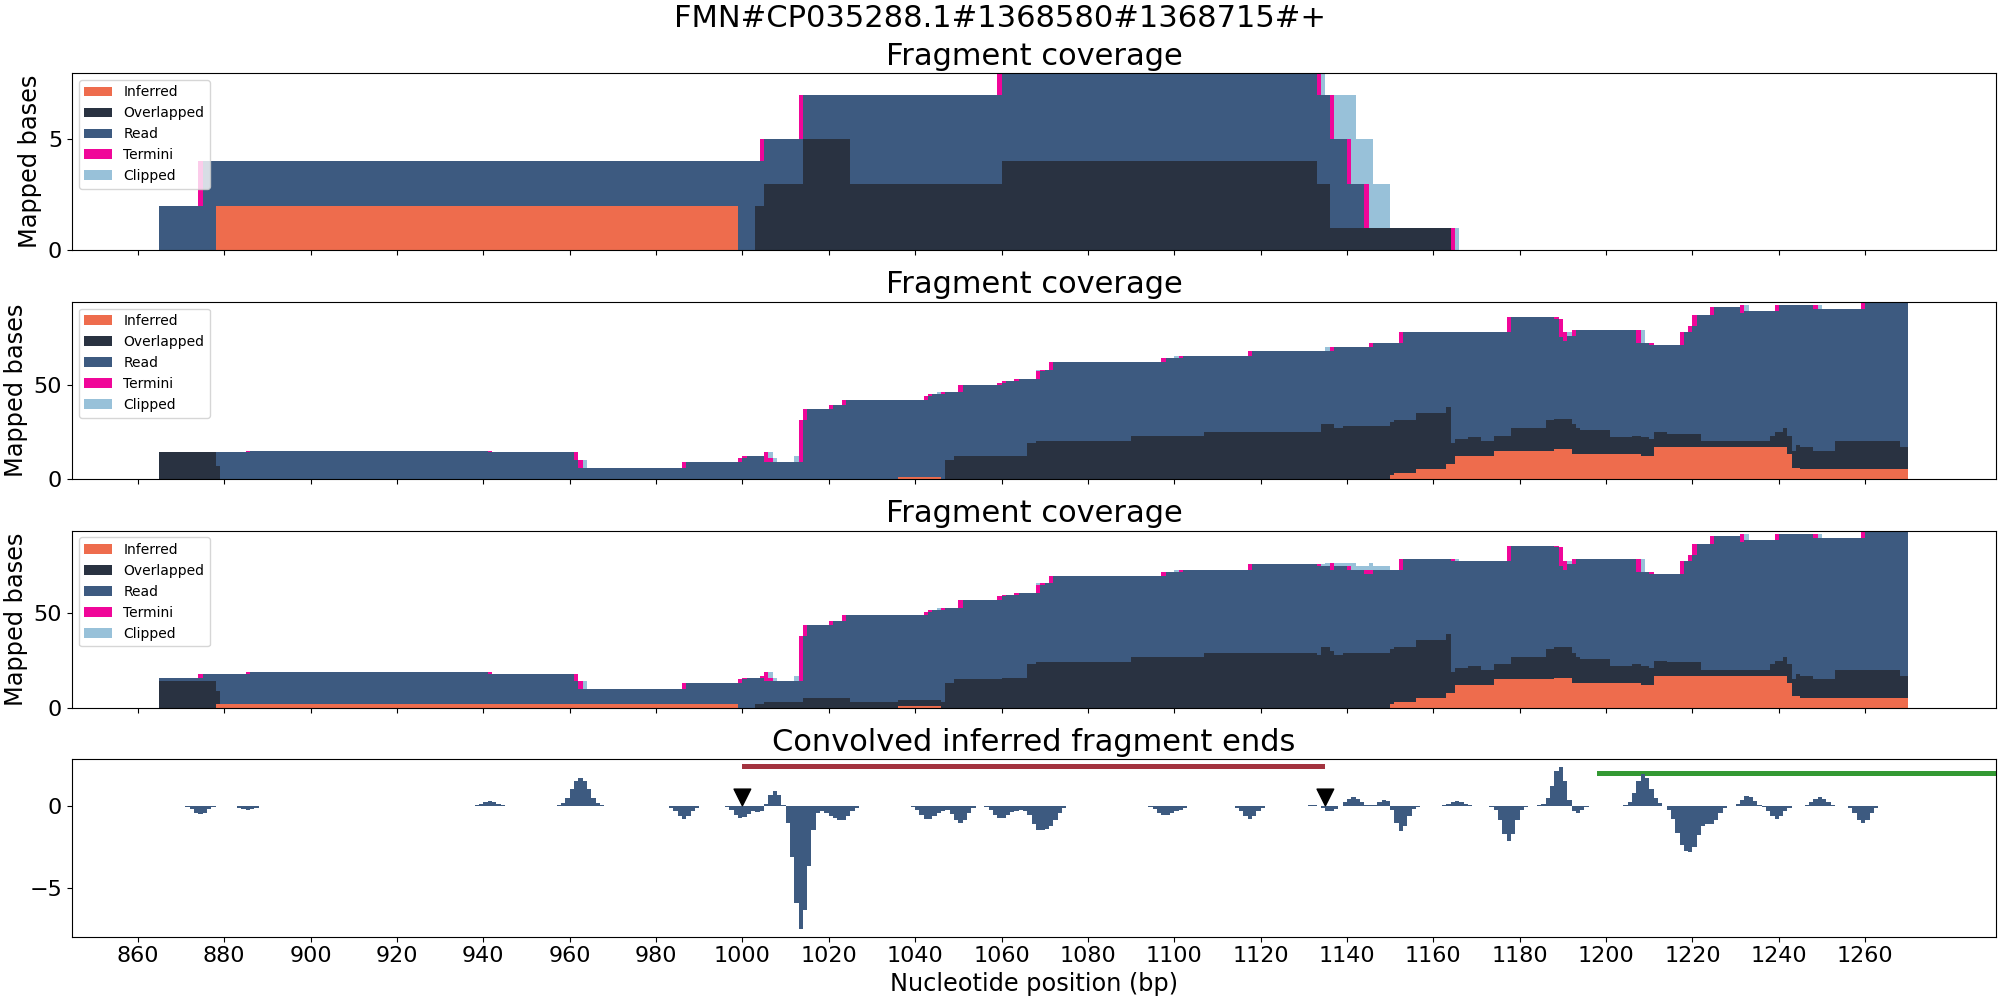 FMN#CP035288.1#1368580#1368715#+
Fragment coverage
Mapped bases
5
0
Inferred
Overlapped
Read
Termini
Clipped
Fragment coverage
Mapped bases
50
0
Inferred
Overlapped
Read
Termini
Clipped
Fragment coverage
Mapped bases
50
0
Inferred
Overlapped
Read
Termini
Clipped
Convolved inferred fragment ends
0
−5
860 880 900 920 940 960 980 1000 1020 1040 1060 1080 1100 1120 1140 1160 1180 1200 1220 1240 1260
Nucleotide position (bp)